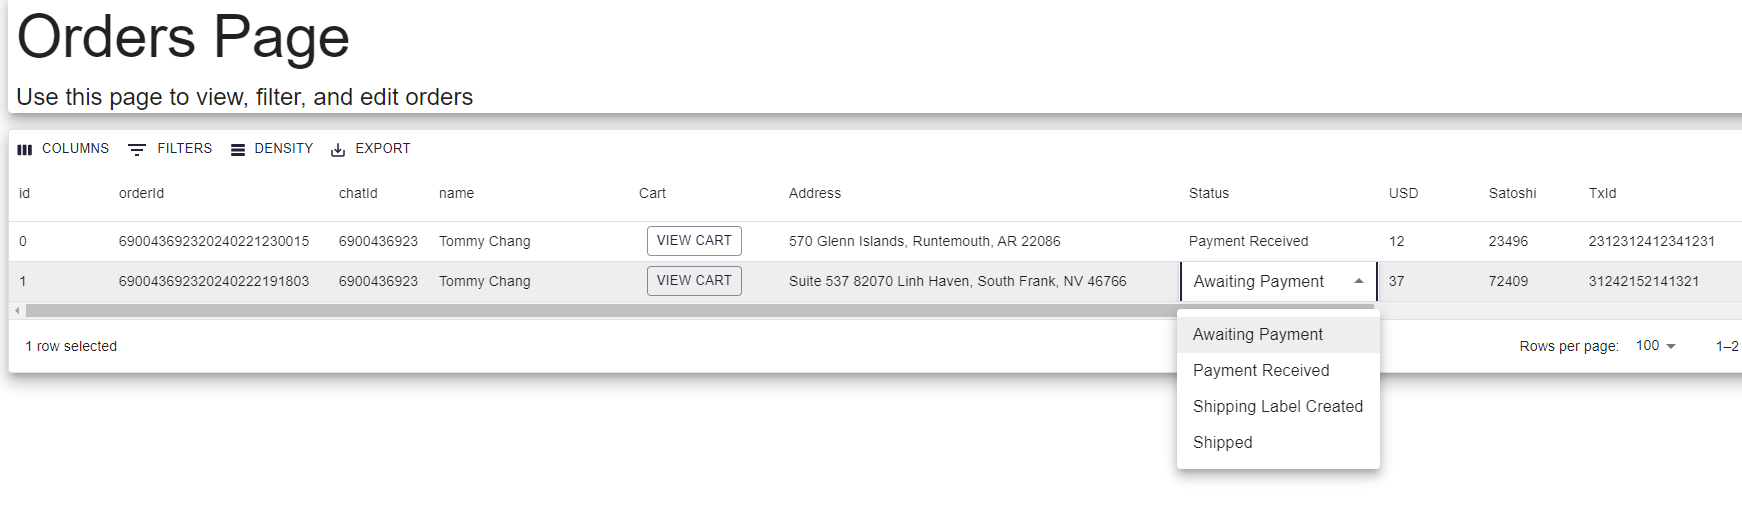 Orders Page
Use this page to view, filter, and edit orders
COLUMNS FILTERS DENSITY EXPORT
id orderId chatId name Cart Address Status USD Satoshi TxId
0 690043692320240221230015 6900436923 Tommy Chang VIEW CART 570 Glenn Islands, Runtemouth, AR 22086 Payment Received 12 23496 2312312412341231
1 690043692320240222191803 6900436923 Tommy Chang VIEW CART Suite 537 82070 Linh Haven, South Frank, NV 46766 Awaiting Payment 37 72409 31242152141321
1 row selected Rows per page: 100 1–2
Awaiting Payment
Payment Received
Shipping Label Created
Shipped